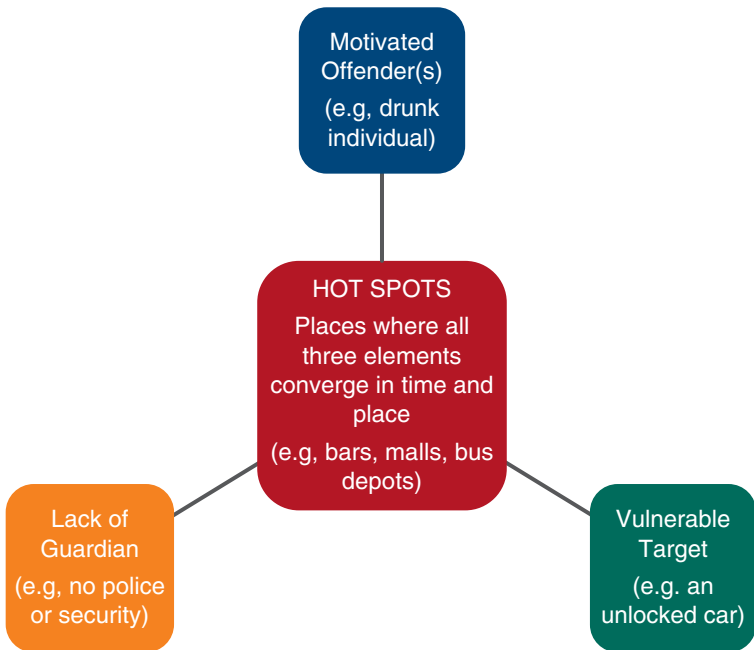 Motivated
Offender(s)
(e.g, drunk
individual)
HOT SPOTS
Places where all
three elements
converge in time and
place
(e.g, bars, malls, bus
depots)
Lack of
Guardian
(e.g, no police
or security)
Vulnerable
Target
(e.g. an
unlocked car)